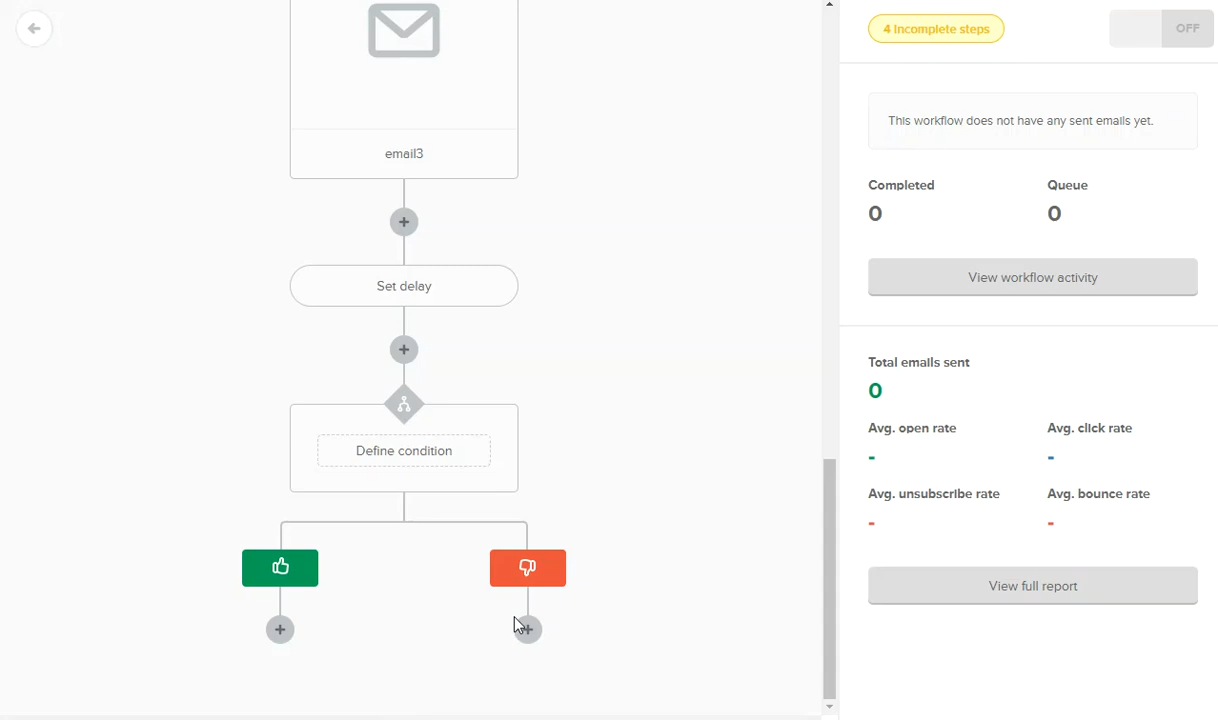 4 Incomplete steps
OFF
This workflow does not have any sent emails yet.
email3
Completed
Queue
0
0
Set delay
View workflow activity
Total emails sent
0
Define condition
Avg. open rate
Avg. click rate
-
-
Avg. unsubscribe rate
Avg. bounce rate
-
-
View full report